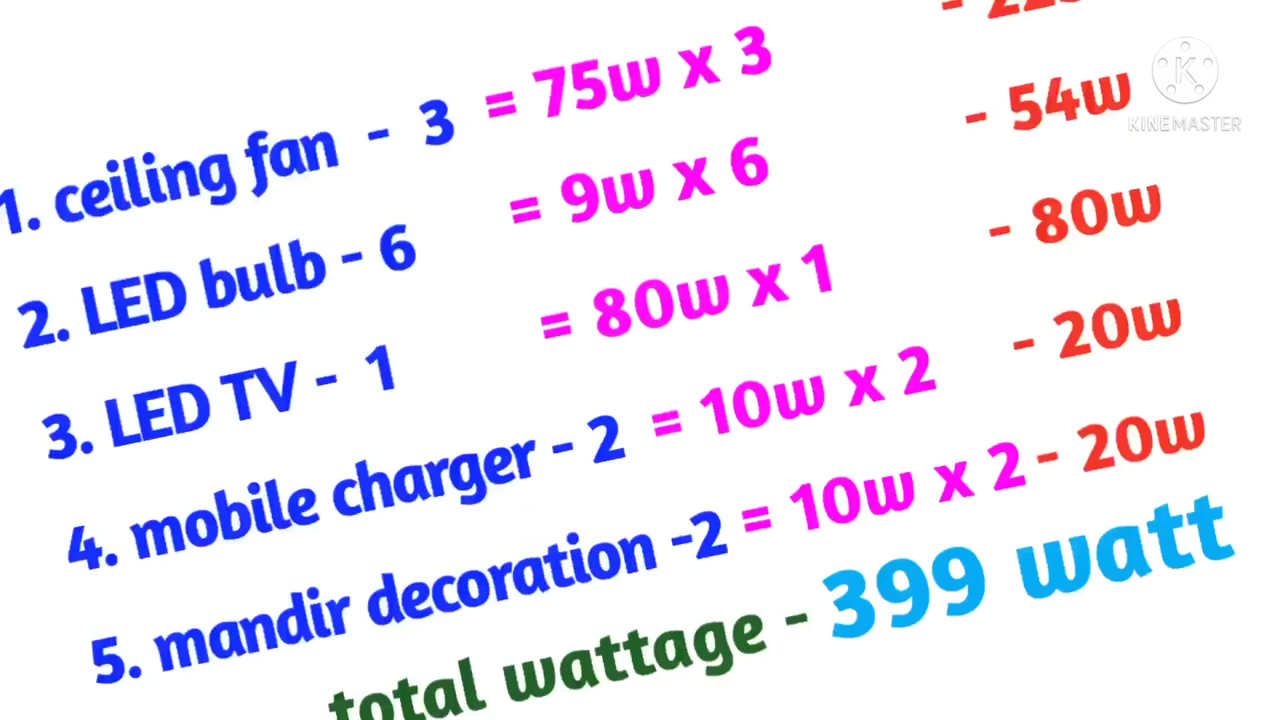 1. ceiling fan - 3 = 75w x 3
2. LED bulb - 6 = 9w x 6 - 54w
3. LED TV - 1 = 80w x 1 - 80w
4. mobile charger - 2 = 10w x 2 - 20w
5. mandir decoration -2 = 10w x 2 - 20w
total wattage - 399 watt
KINEMASTER